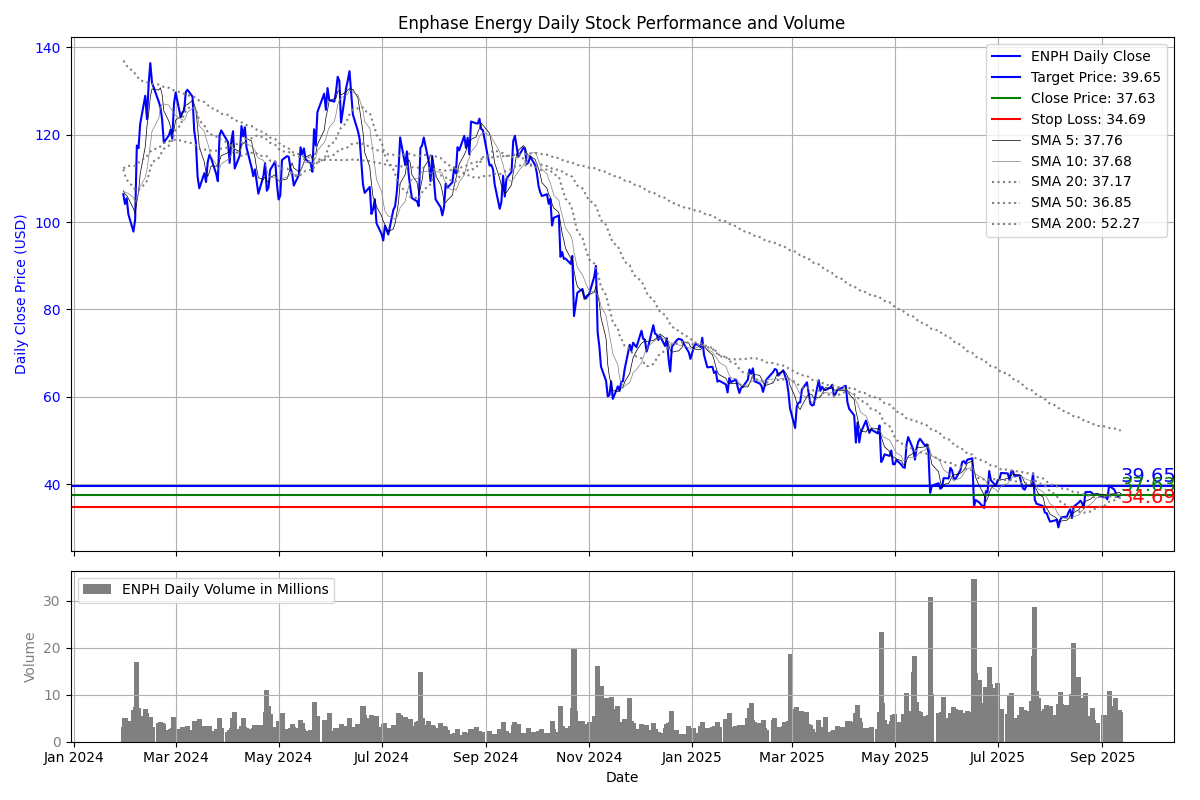 Enphase Energy Daily Stock Performance and Volume
Daily Close Price (USD)
140
120
100
80
60
40
ENPH Daily Close
Target Price: 39.65
Close Price: 37.63
Stop Loss: 34.69
SMA 5: 37.76
SMA 10: 37.68
SMA 20: 37.17
SMA 50: 36.85
SMA 200: 52.27
39.65
37.63
34.69
Volume
30
20
10
0
ENPH Daily Volume in Millions
Jan 2024 Mar 2024 May 2024 Jul 2024 Sep 2024 Nov 2024 Jan 2025 Mar 2025 May 2025 Jul 2025 Sep 2025
Date